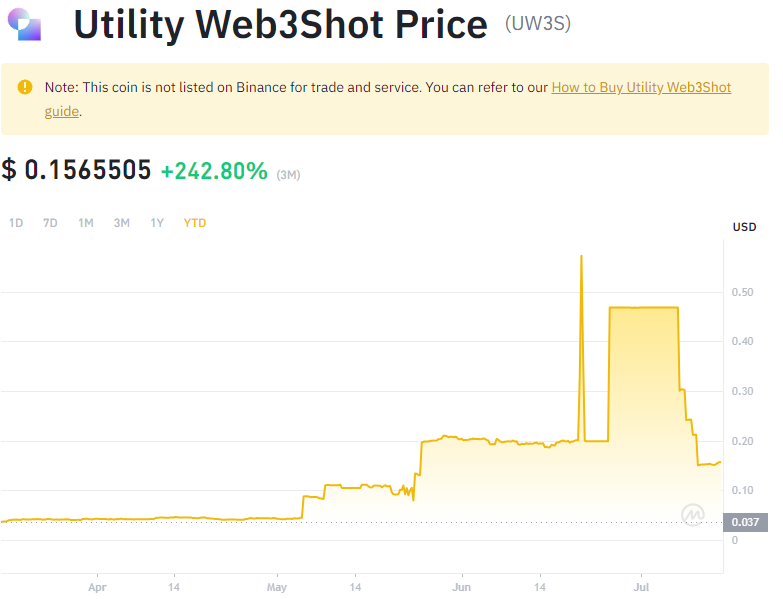 Utility Web3Shot Price (UW3S)
Note: This coin is not listed on Binance for trade and service. You can refer to our How to Buy Utility Web3Shot
guide.
$ 0.1565505 +242.80% (3M)
1D 7D 1M 3M 1Y YTD
USD
0.50
0.40
0.30
0.20
0.10
0.037
0
Apr 14 May 14 Jun 14 Jul